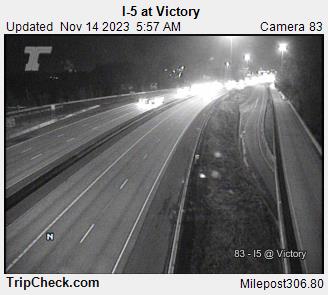 I-5 at Victory
Updated Nov 14 2023 5:57 AM Camera 83
T
N
83 - I5 @ Victory
TripCheck.com Milepost306.80